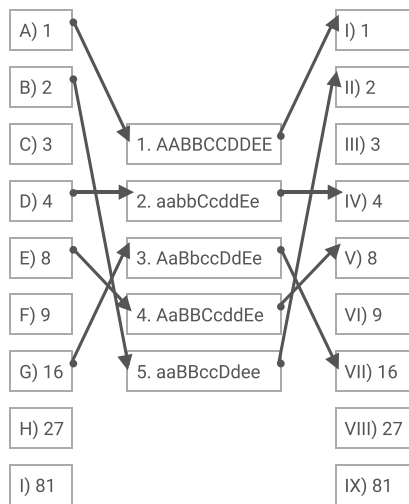 A) 1
B) 2
C) 3
D) 4
E) 8
F) 9
G) 16
H) 27
I) 81
1. AABBCCDDEE
2. aabbCcddEe
3. AaBbccDdEe
4. AaBBCcddEe
5. aaBBccDdee
I) 1
II) 2
III) 3
IV) 4
V) 8
VI) 9
VII) 16
VIII) 27
IX) 81